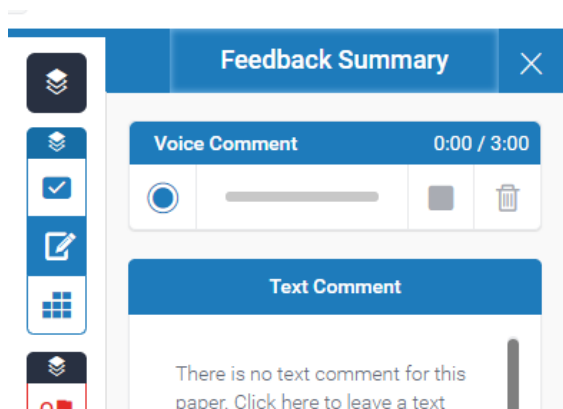 Feedback Summary
Voice Comment 0:00 / 3:00
Text Comment
There is no text comment for this
paper. Click here to leave a text